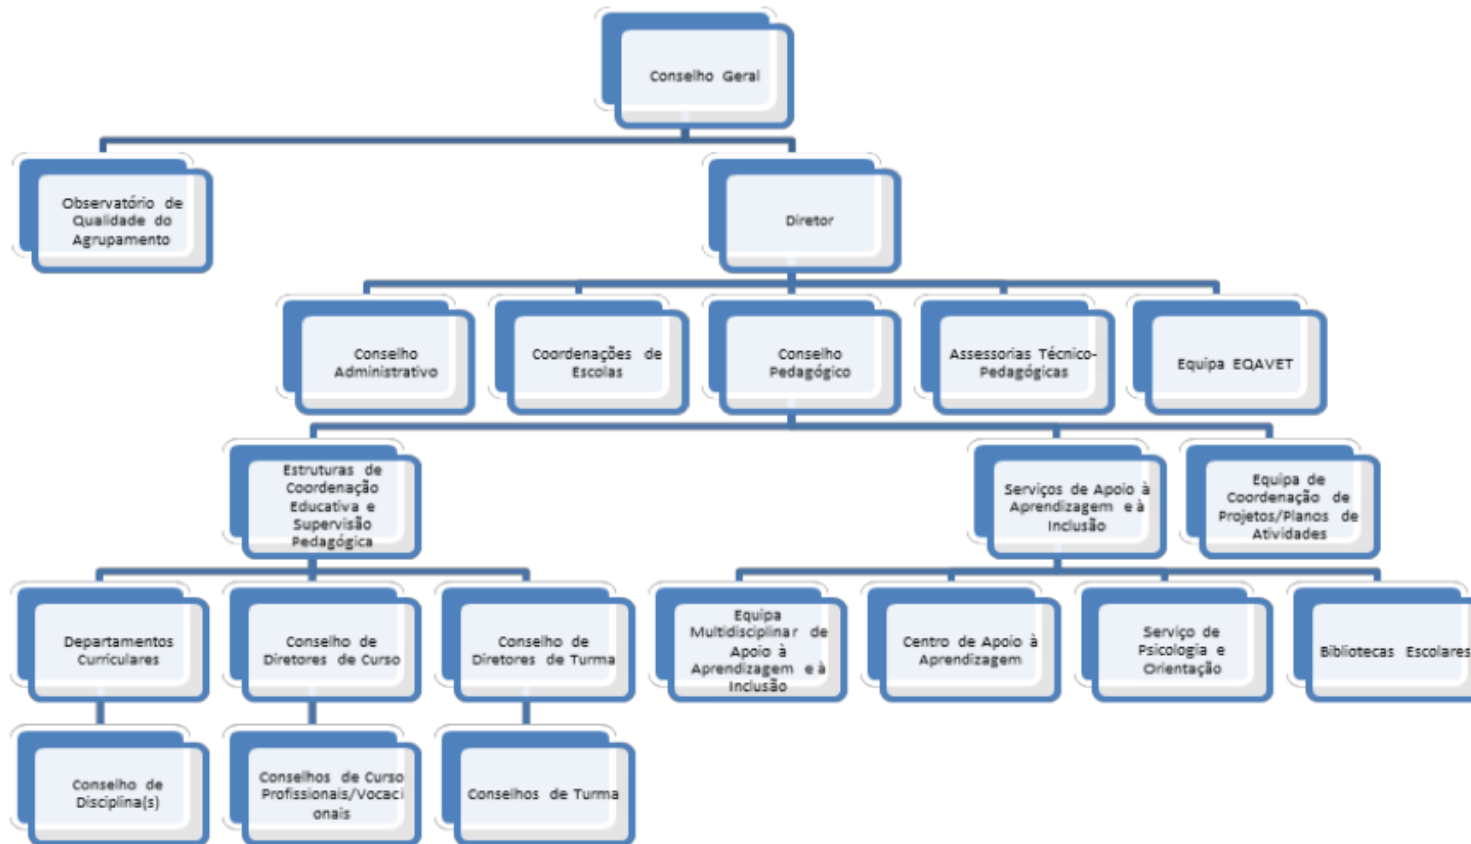 Conselho Geral
Observatório de
Qualidade do
Agrupamento
Diretor
Conselho
Administrativo
Coordenações de
Escolas
Conselho
Pedagógico
Assessorias Técnico-
Pedagógicas
Equipa EQAVET
Estruturas de
Coordenação
Educativa e
Supervisão
Pedagógica
Serviços de Apoio à
Aprendizagem e à
Inclusão
Equipa de
Coordenação de
Projetos/Planos de
Atividades
Departamentos
Curriculares
Conselho de
Diretores de Curso
Conselho de
Diretores de Turma
Equipa
Multidisciplinar de
Apoio à
Aprendizagem e à
Inclusão
Centro de Apoio à
Aprendizagem
Serviço de
Psicologia e
Orientação
Bibliotecas Escolares
Conselho de
Disciplina(s)
Conselhos de Curso
Profissionais/Vocaci
onais
Conselhos de Turma